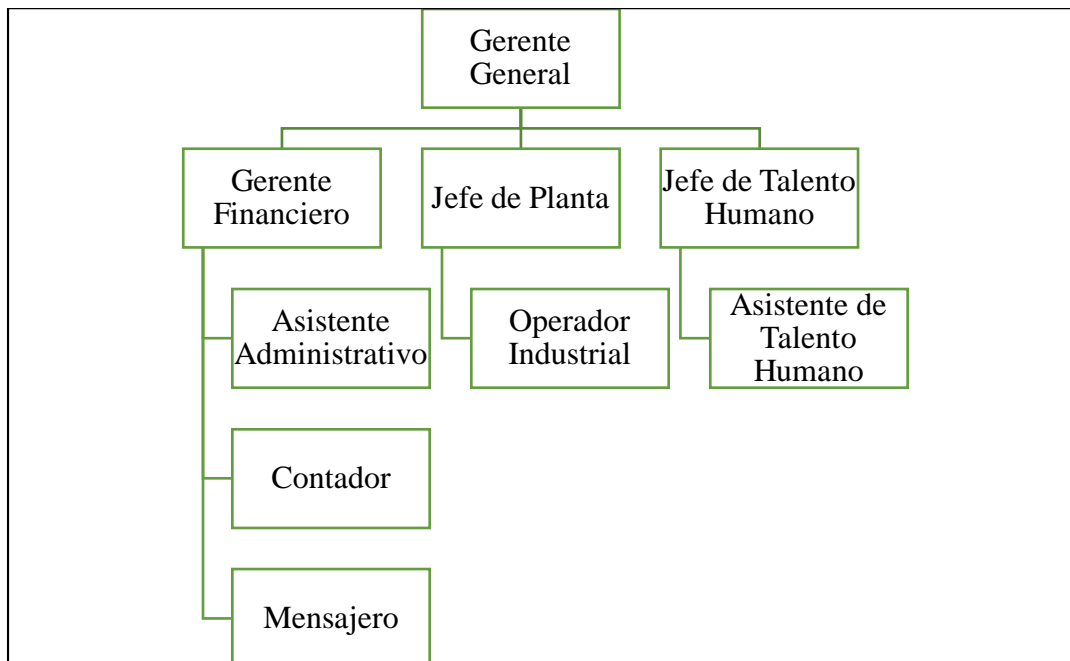 Gerente
General
Gerente
Financiero
Jefe de Planta
Jefe de Talento
Humano
Asistente
Administrativo
Operador
Industrial
Asistente de
Talento
Humano
Contador
Mensajero